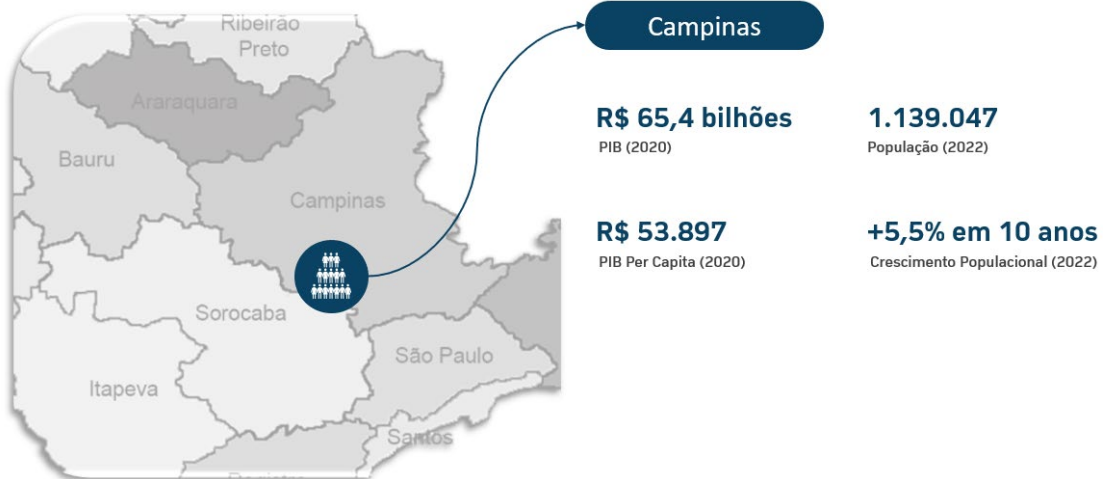 Ribeirão
Preto
Araraquara
Bauru
Campinas
Sorocaba
São Paulo
Itapeva
Santos
Campinas
R$ 65,4 bilhões
PIB (2020)
1.139.047
População (2022)
R$ 53.897
PIB Per Capita (2020)
+5,5% em 10 anos
Crescimento Populacional (2022)